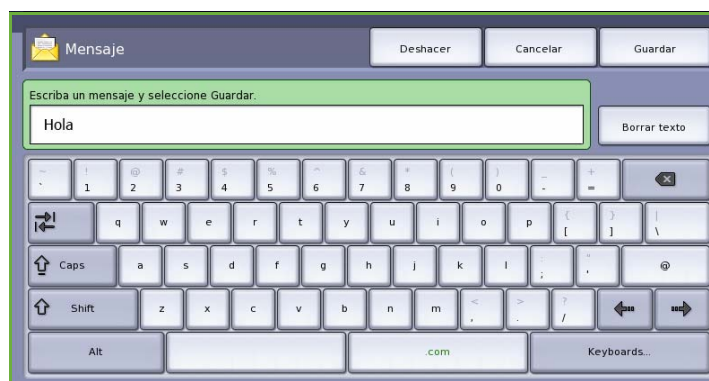 Mensaje Deshacer Cancelar Guardar
Escriba un mensaje y seleccione Guardar.
Hola Borrar texto
~ ! @ # $ % ^ & * ( ) _ +
` 1 2 3 4 5 6 7 8 9 0 - =
q w e r t y u i o p { [ } ] | \
Caps a s d f g h j k l : ; " ' @
Shift z x c v b n m < , > . ? /
Alt .com Keyboards...